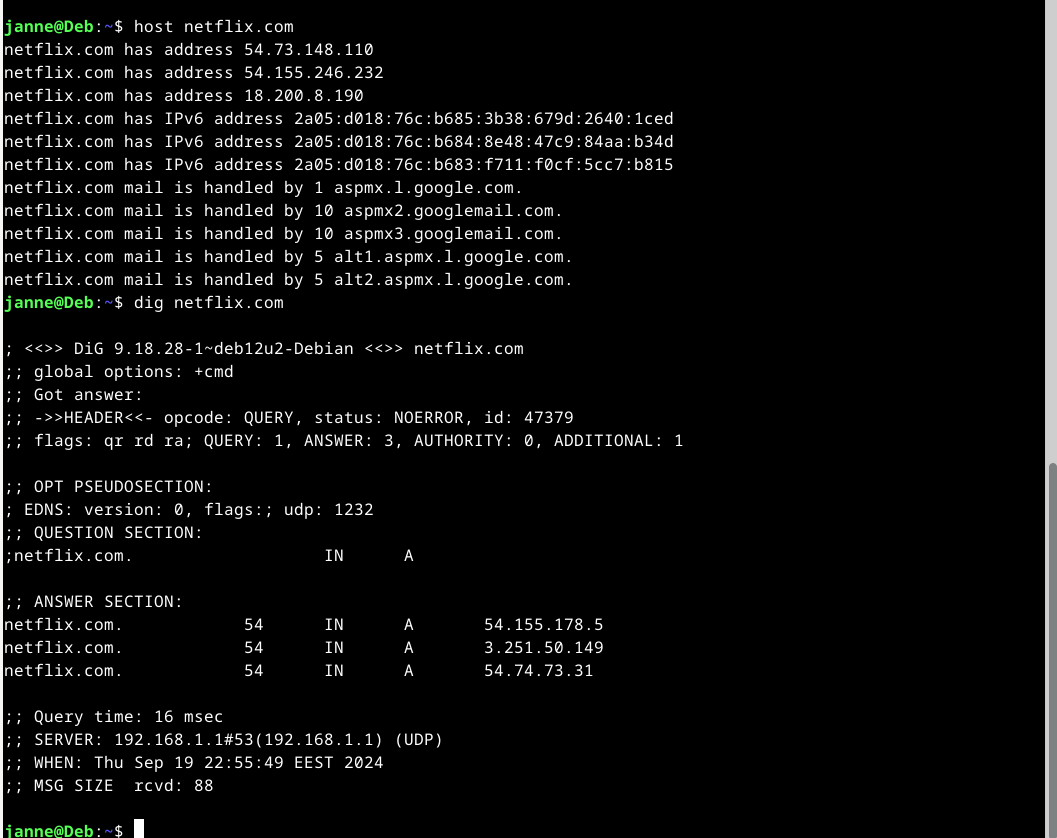 janne@Deb:~$ host netflix.com
netflix.com has address 54.73.148.110
netflix.com has address 54.155.246.232
netflix.com has address 18.200.8.190
netflix.com has IPv6 address 2a05:d018:76c:b685:3b38:679d:2640:1ced
netflix.com has IPv6 address 2a05:d018:76c:b684:8e48:47c9:84aa:b34d
netflix.com has IPv6 address 2a05:d018:76c:b683:f711:f0cf:5cc7:b815
netflix.com mail is handled by 1 aspmx.l.google.com.
netflix.com mail is handled by 10 aspmx2.googlemail.com.
netflix.com mail is handled by 10 aspmx3.googlemail.com.
netflix.com mail is handled by 5 alt1.aspmx.l.google.com.
netflix.com mail is handled by 5 alt2.aspmx.l.google.com.
janne@Deb:~$ dig netflix.com
; <<>> DiG 9.18.28-1~deb12u2-Debian <<>> netflix.com
;; global options: +cmd
;; Got answer:
;; ->>HEADER<<- opcode: QUERY, status: NOERROR, id: 47379
;; flags: qr rd ra; QUERY: 1, ANSWER: 3, AUTHORITY: 0, ADDITIONAL: 1
;; OPT PSEUDOSECTION:
; EDNS: version: 0, flags:; udp: 1232
;; QUESTION SECTION:
;netflix.com. IN A
;; ANSWER SECTION:
netflix.com. 54 IN A 54.155.178.5
netflix.com. 54 IN A 3.251.50.149
netflix.com. 54 IN A 54.74.73.31
;; Query time: 16 msec
;; SERVER: 192.168.1.1#53(192.168.1.1) (UDP)
;; WHEN: Thu Sep 19 22:55:49 EEST 2024
;; MSG SIZE  rcvd: 88
janne@Deb:~$